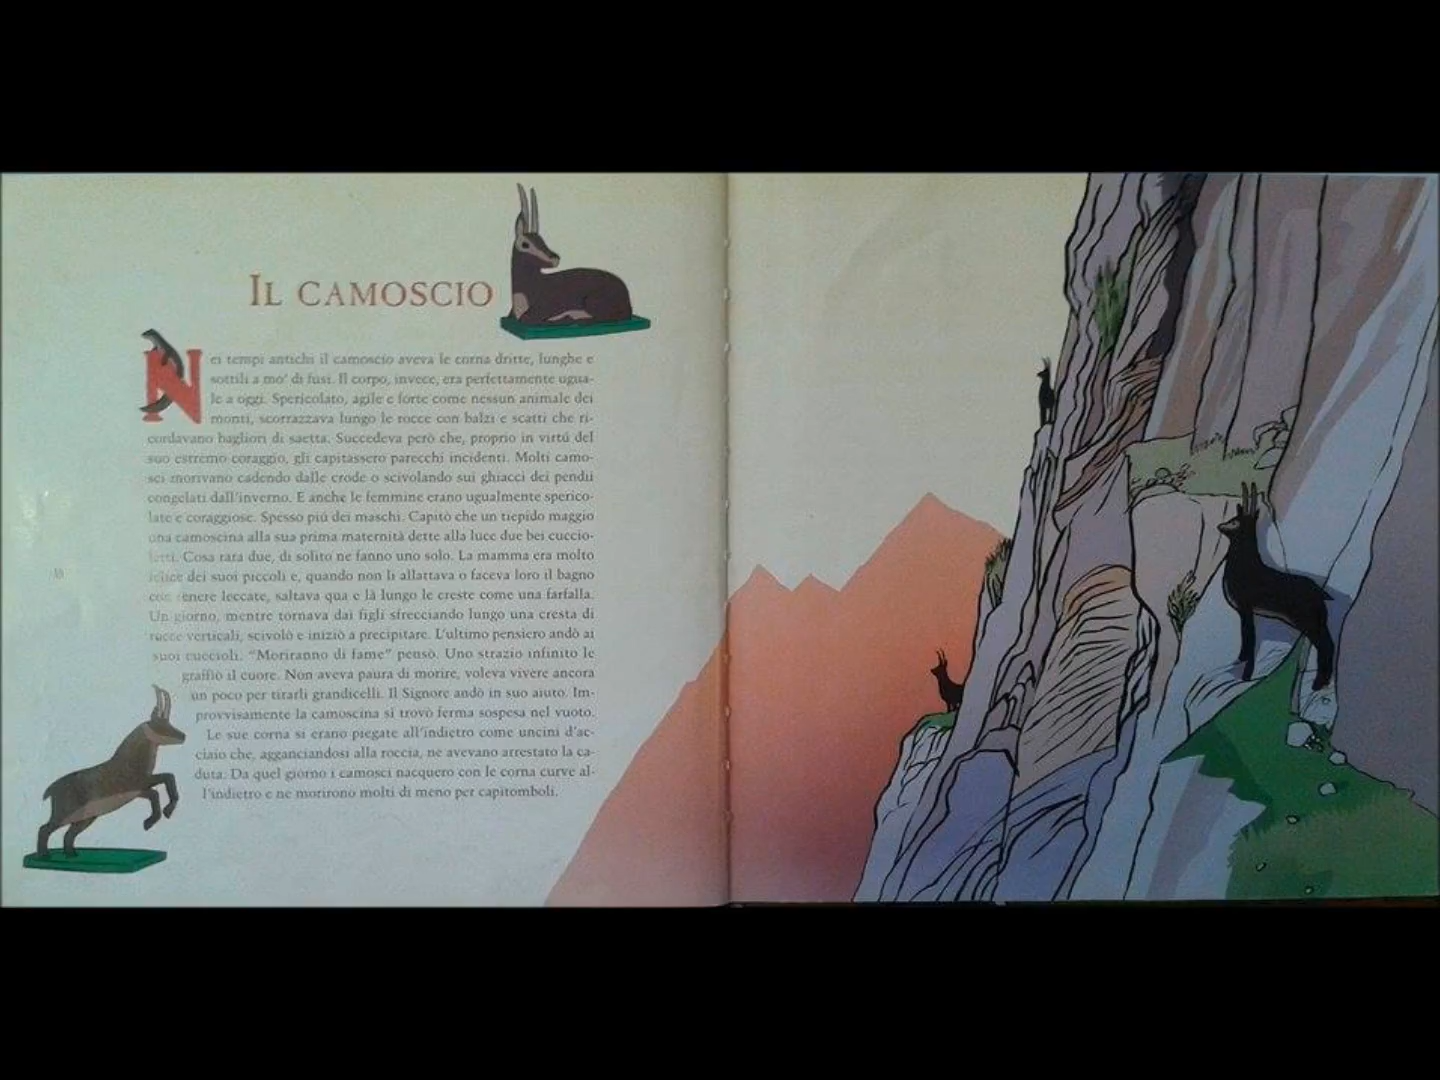 IL CAMOSCIO
Nei tempi antichi il camoscio aveva le corna dritte, lunghe e
sottili a mo' di fusi. Il corpo, invece, era perfettamente ugua-
le a oggi. Spericolato, agile e forte come nessun animale dei
monti, scorrazzava lungo le rocce con balzi e scatti che ri-
cordavano bagliori di saetta. Succedeva però che, proprio in virtú del
suo estremo coraggio, gli capitassero parecchi incidenti. Molti camo-
sci morivano cadendo dalle crode o scivolando sui ghiacci dei pendii
congelati dall'inverno. E anche le femmine erano ugualmente sperico-
late e coraggiose. Spesso piú dei maschi. Capitò che un tiepido maggio
una camoscina alla sua prima maternità dette alla luce due bei cuccio-
letti. Cosa rara due, di solito ne fanno uno solo. La mamma era molto
felice dei suoi piccoli e, quando non li allattava o faceva loro il bagno
con tenere leccate, saltava qua e là lungo le creste come una farfalla.
Un giorno, mentre tornava dai figli sfrecciando lungo una cresta di
rocce verticali, scivolò e iniziò a precipitare. L'ultimo pensiero andò ai
suoi cuccioli. "Moriranno di fame" pensò. Uno strazio infinito le
graffiò il cuore. Non aveva paura di morire, voleva vivere ancora
un poco per tirarli grandicelli. Il Signore andò in suo aiuto. Im-
provvisamente la camoscina si trovò ferma sospesa nel vuoto.
Le sue corna si erano piegate all'indietro come uncini d'ac-
ciaio che, agganciandosi alla roccia, ne avevano arrestato la ca-
duta. Da quel giorno i camosci nacquero con le corna curve al-
l'indietro e ne morirono molti di meno per capitomboli.